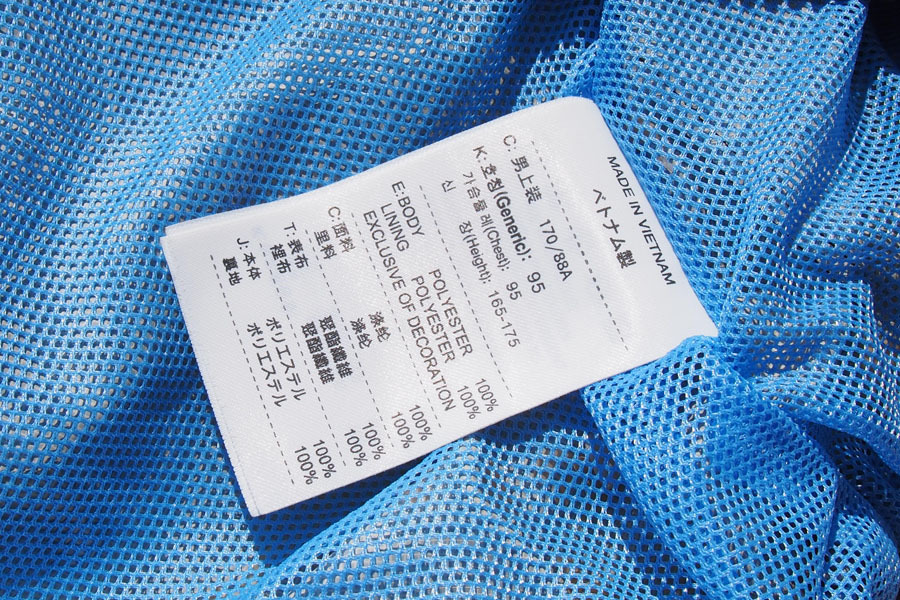 MADE IN VIETNAM
ベトナム製
C: 男上装 170/88A
K: 호칭(Generic): 95
가슴둘레(Chest): 95
신 장(Height): 165-175
E:BODY POLYESTER 100%
LINING POLYESTER 100%
EXCLUSIVE OF DECORATION
C:面料 涤纶 100%
里料 涤纶 100%
T: 表布 聚酯纖維 100%
裡布 聚酯纖維 100%
J: 本体 ポリエステル 100%
裏地 ポリエステル 100%